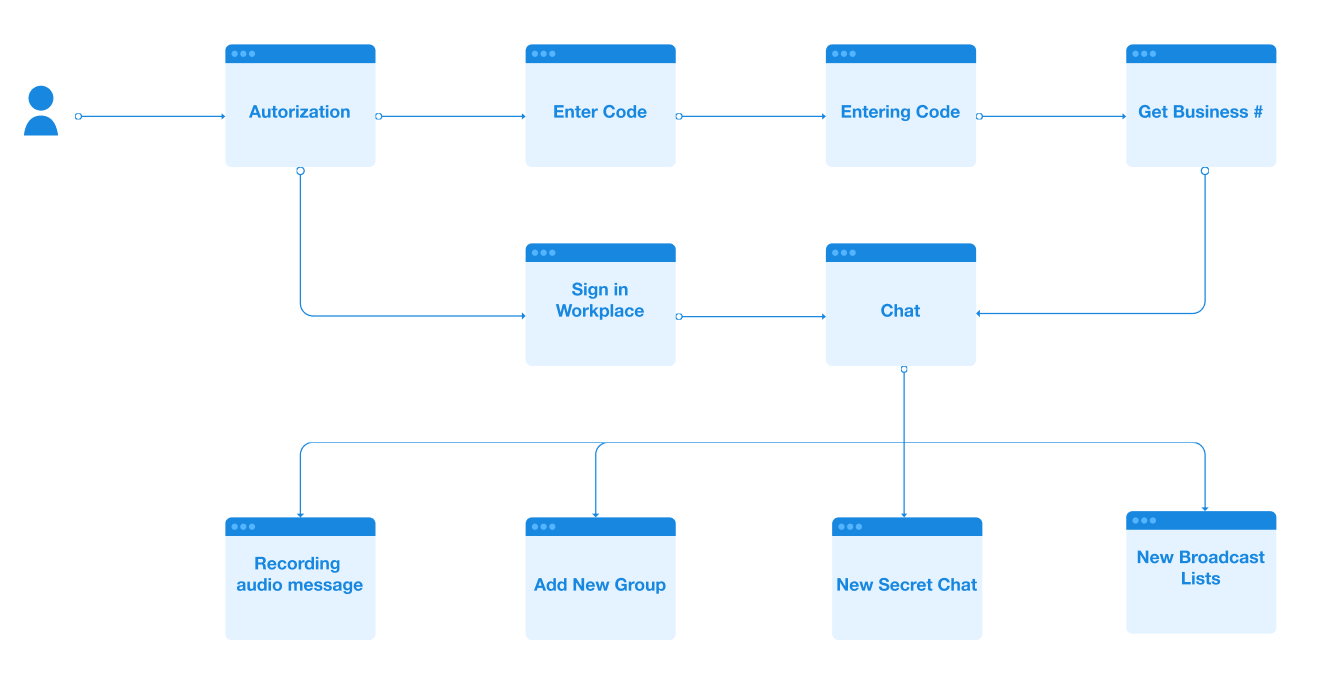 Autorization
Enter Code
Entering Code
Get Business #
Sign in
Workplace
Chat
Recording
audio message
Add New Group
New Secret Chat
New Broadcast
Lists